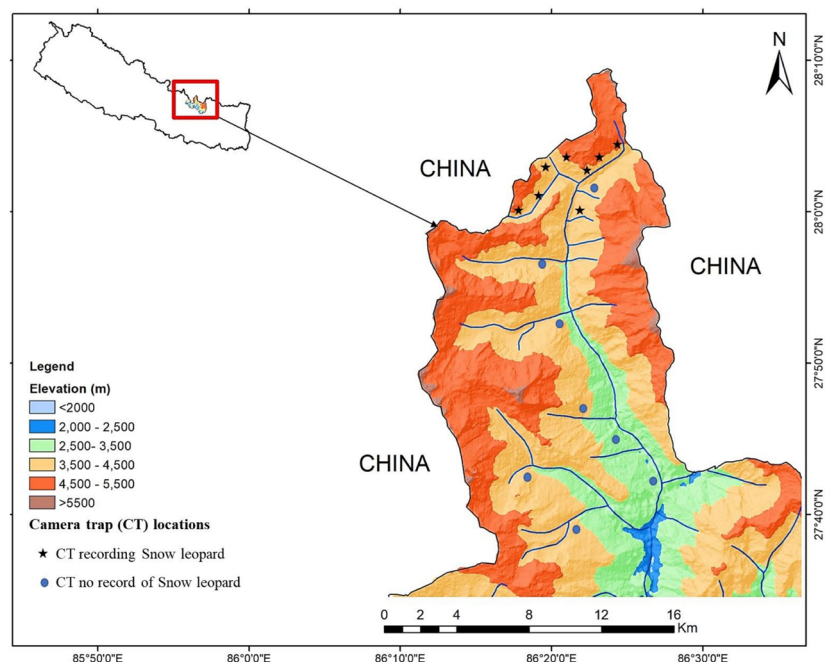 N
28°10'0"N
CHINA
28°0'0"N
CHINA
27°50'0"N
Legend
Elevation (m)
<2000
2,000 - 2,500
2,500- 3,500
3,500 - 4,500
4,500 - 5,500
>5500
CHINA
Camera trap (CT) locations
CT recording Snow leopard
CT no record of Snow leopard
27°40'0"N
0 2 4 8 12 16
Km
85°50'0"E 86°0'0"E 86°10'0"E 86°20'0"E 86°30'0"E